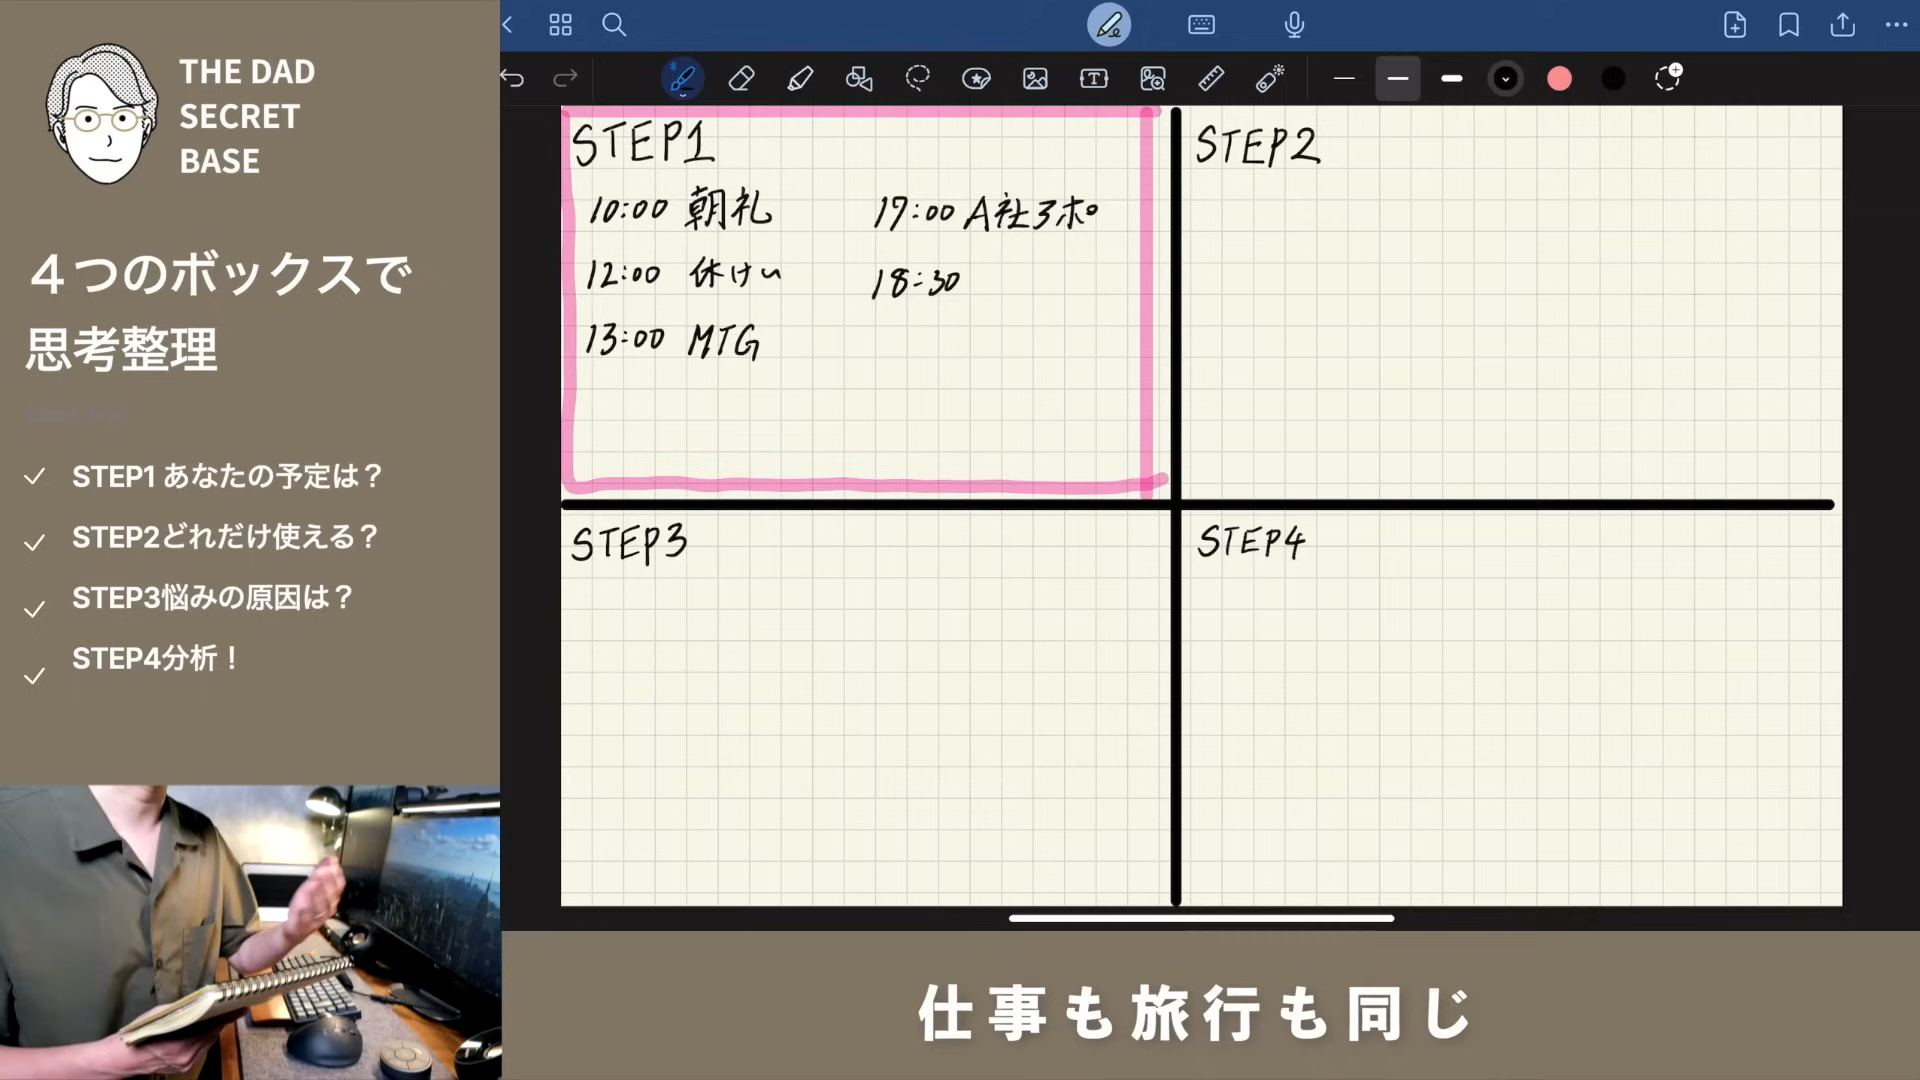 THE DAD
SECRET
BASE
４つのボックスで
思考整理
STEP1 あなたの予定は？
STEP2どれだけ使える？
STEP3悩みの原因は？
STEP4分析！
STEP1
10:00 朝礼
12:00 休けい
13:00 MTG
17:00 A社アポ
18:30
STEP2
STEP3
STEP4
仕事も旅行も同じ